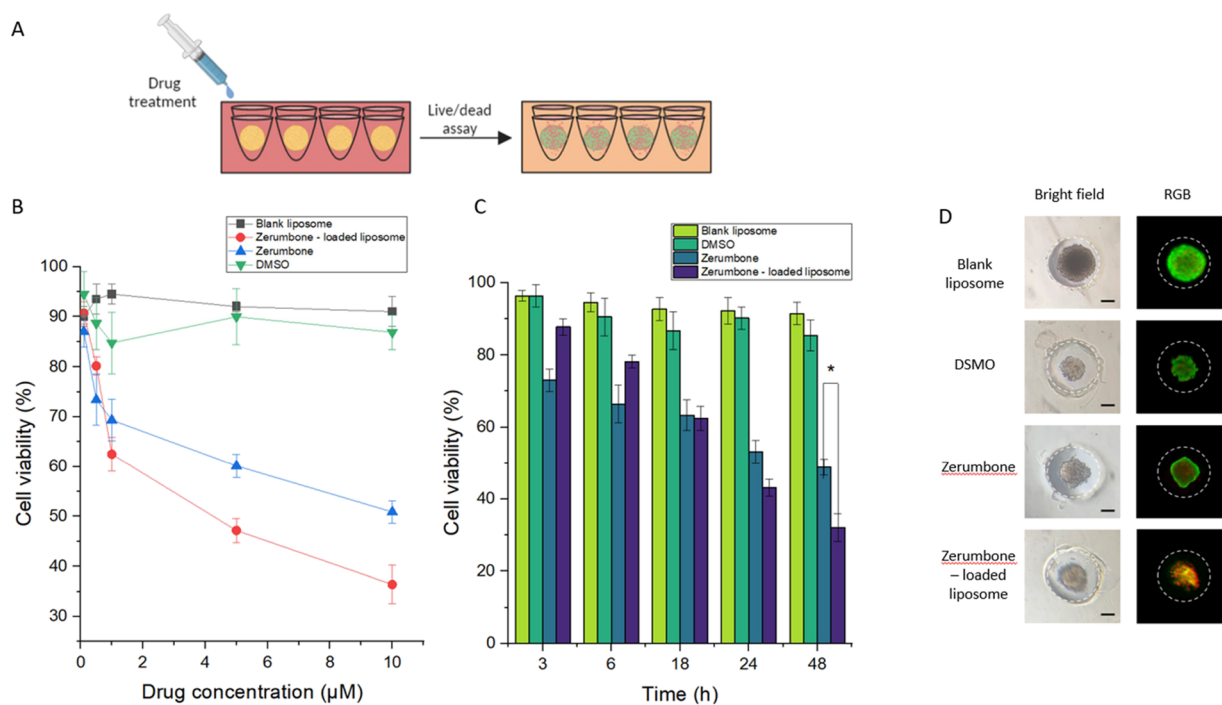 A
Drug
treatment
Live/dead
assay
B
Blank liposome
Zerumbone - loaded liposome
Zerumbone
DMSO
100
90
80
70
60
50
40
30
Cell viability (%)
0
2
4
6
8
10
Drug concentration (μM)
C
Blank liposome
DMSO
Zerumbone
Zerumbone - loaded liposome
100
80
60
40
20
0
Cell viability (%)
*
3
6
18
24
48
Time (h)
D
Bright field
RGB
Blank
liposome
DSMO
Zerumbone
Zerumbone
– loaded
liposome